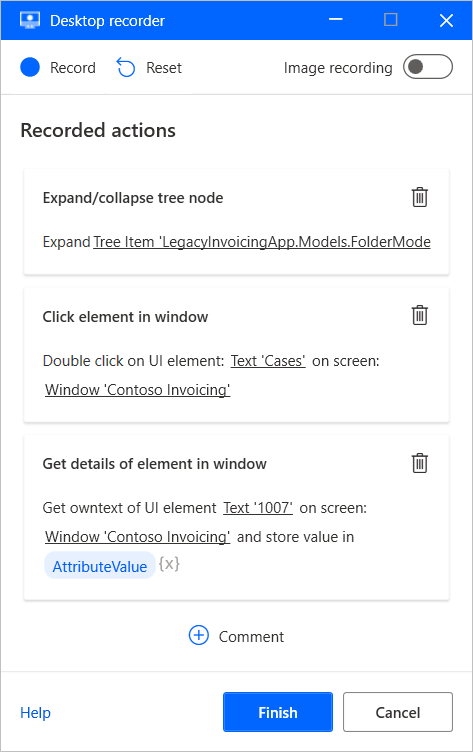 Desktop recorder
Record Reset Image recording
Recorded actions
Expand/collapse tree node
Expand Tree Item 'LegacyInvoicingApp.Models.FolderMode
Click element in window
Double click on UI element: Text 'Cases' on screen:
Window 'Contoso Invoicing'
Get details of element in window
Get owntext of UI element Text '1007' on screen:
Window 'Contoso Invoicing' and store value in
AttributeValue {x}
Comment
Help Finish Cancel